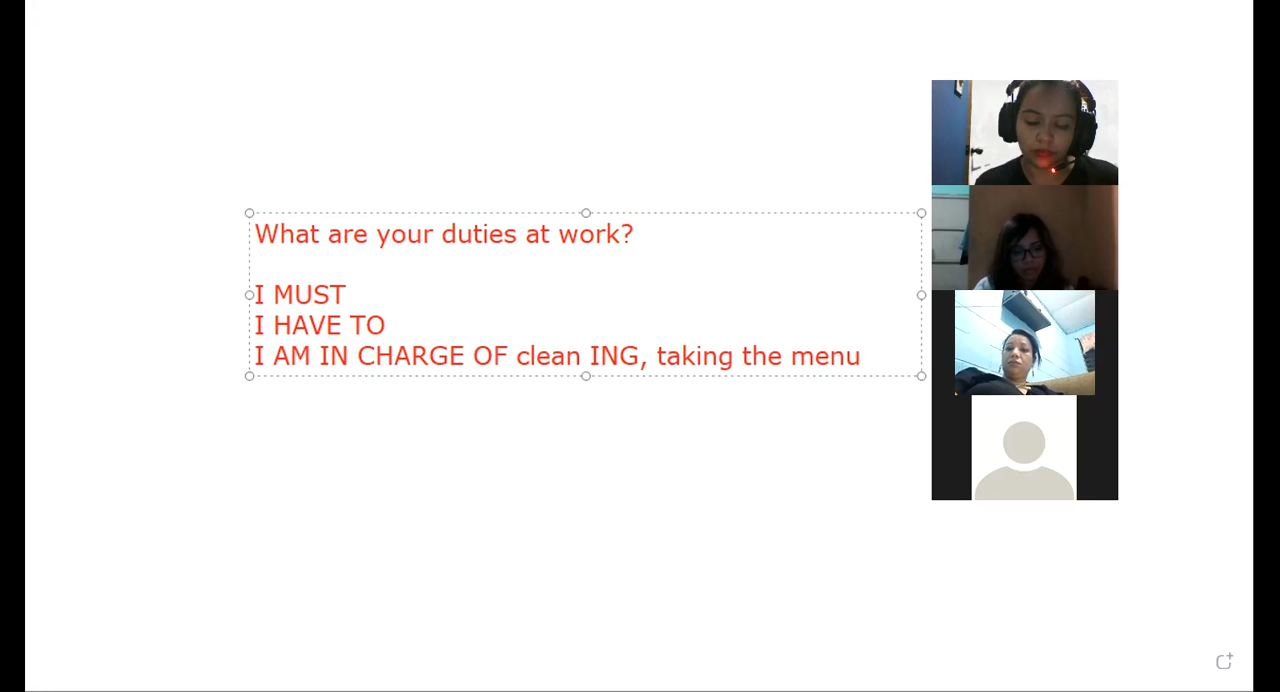 What are your duties at work?
I MUST
I HAVE TO
I AM IN CHARGE OF clean ING, taking the menu